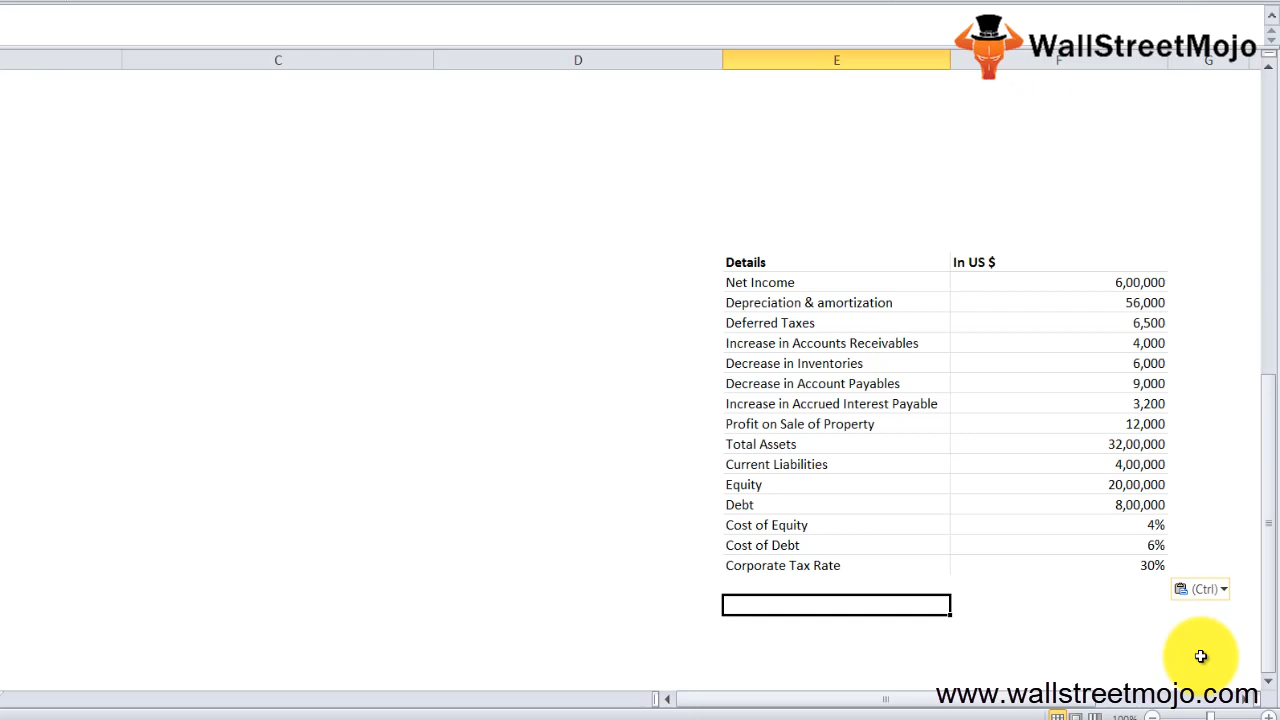 WallStreetMojo
C D E F G
Details In US $
Net Income 6,00,000
Depreciation & amortization 56,000
Deferred Taxes 6,500
Increase in Accounts Receivables 4,000
Decrease in Inventories 6,000
Decrease in Account Payables 9,000
Increase in Accrued Interest Payable 3,200
Profit on Sale of Property 12,000
Total Assets 32,00,000
Current Liabilities 4,00,000
Equity 20,00,000
Debt 8,00,000
Cost of Equity 4%
Cost of Debt 6%
Corporate Tax Rate 30%
(Ctrl)
www.wallstreetmojo.com
100%